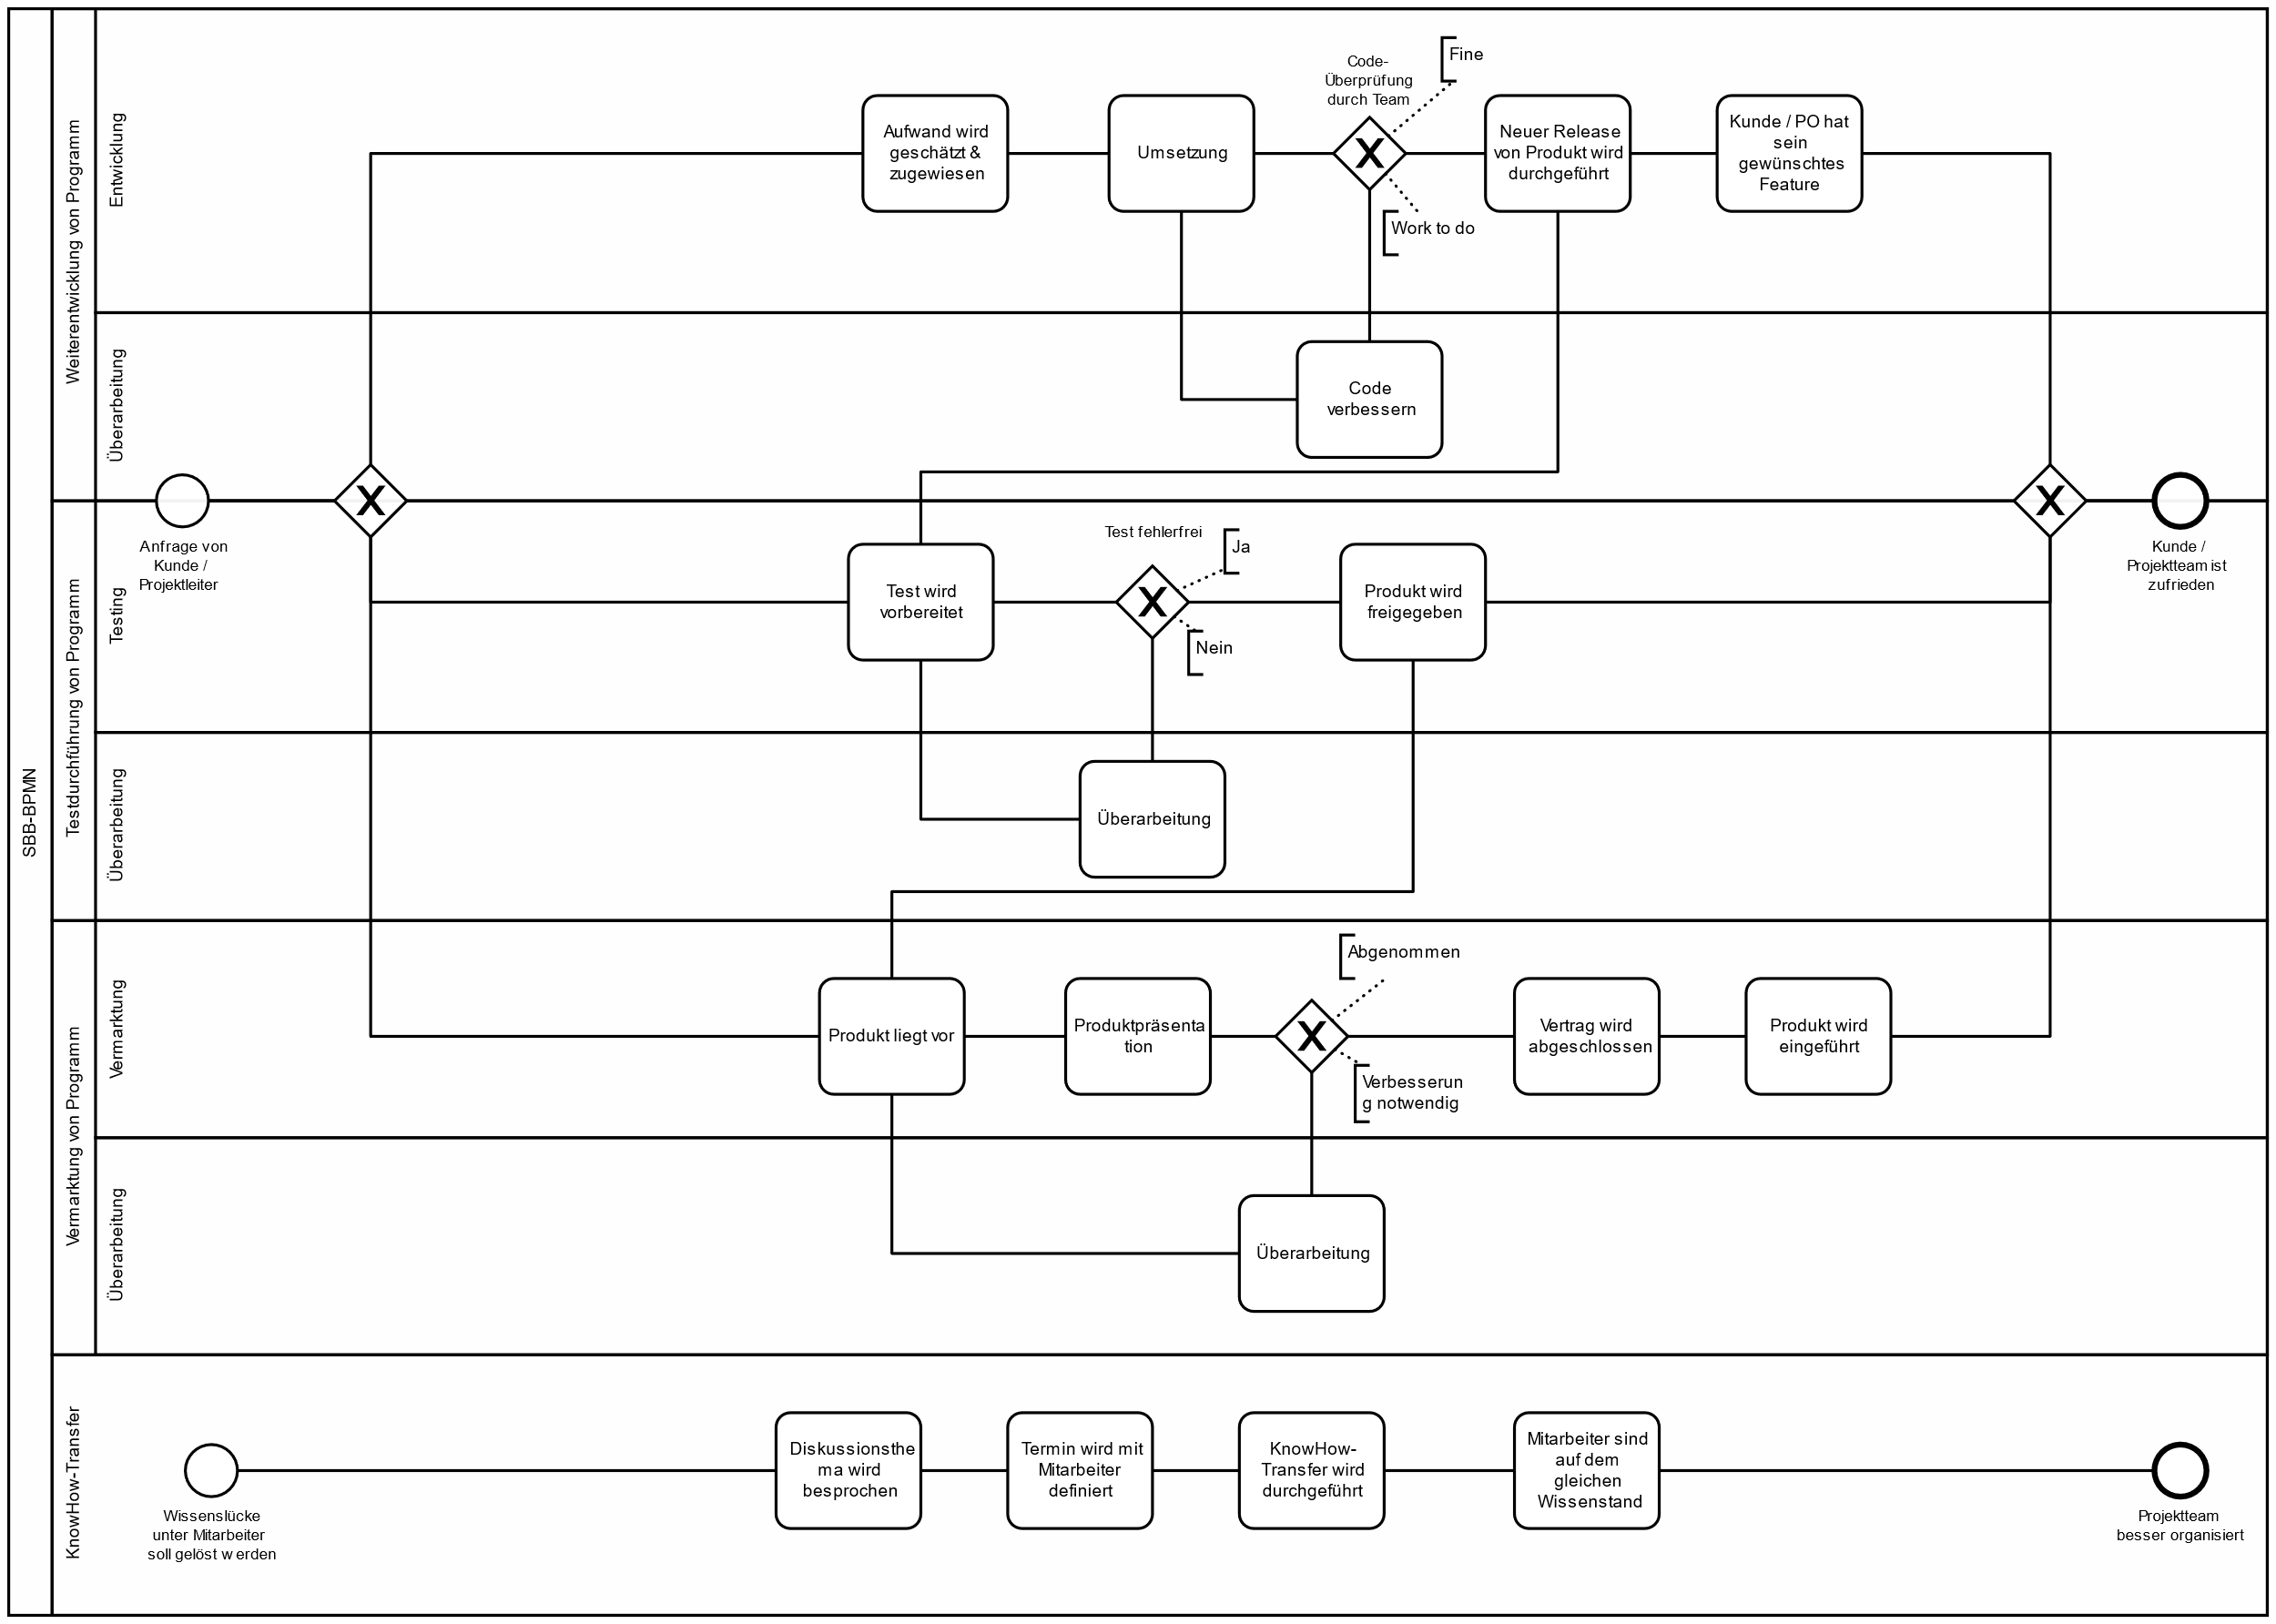 SBB-BPMN
Weiterentwicklung von Programm
Entwicklung
Aufwand wird
geschätzt &
zugewiesen
Umsetzung
Code-
Überprüfung
durch Team
Fine
Work to do
Neuer Release
von Produkt wird
durchgeführt
Kunde / PO hat
sein
gewünschtes
Feature
Überarbeitung
Code
verbessern
Anfrage von
Kunde /
Projektleiter
Kunde /
Projektteam ist
zufrieden
Testdurchführung von Programm
Testing
Test wird
vorbereitet
Test fehlerfrei
Ja
Nein
Produkt wird
freigegeben
Überarbeitung
Überarbeitung
Vermarktung von Programm
Vermarktung
Produkt liegt vor
Produktpräsenta
tion
Abgenommen
Verbesserun
g notwendig
Vertrag wird
abgeschlossen
Produkt wird
eingeführt
Überarbeitung
Überarbeitung
KnowHow-Transfer
Wissenslücke
unter Mitarbeiter
soll gelöst werden
Diskussionsthe
ma wird
besprochen
Termin wird mit
Mitarbeiter
definiert
KnowHow-
Transfer wird
durchgeführt
Mitarbeiter sind
auf dem
gleichen
Wissenstand
Projektteam
besser organisiert